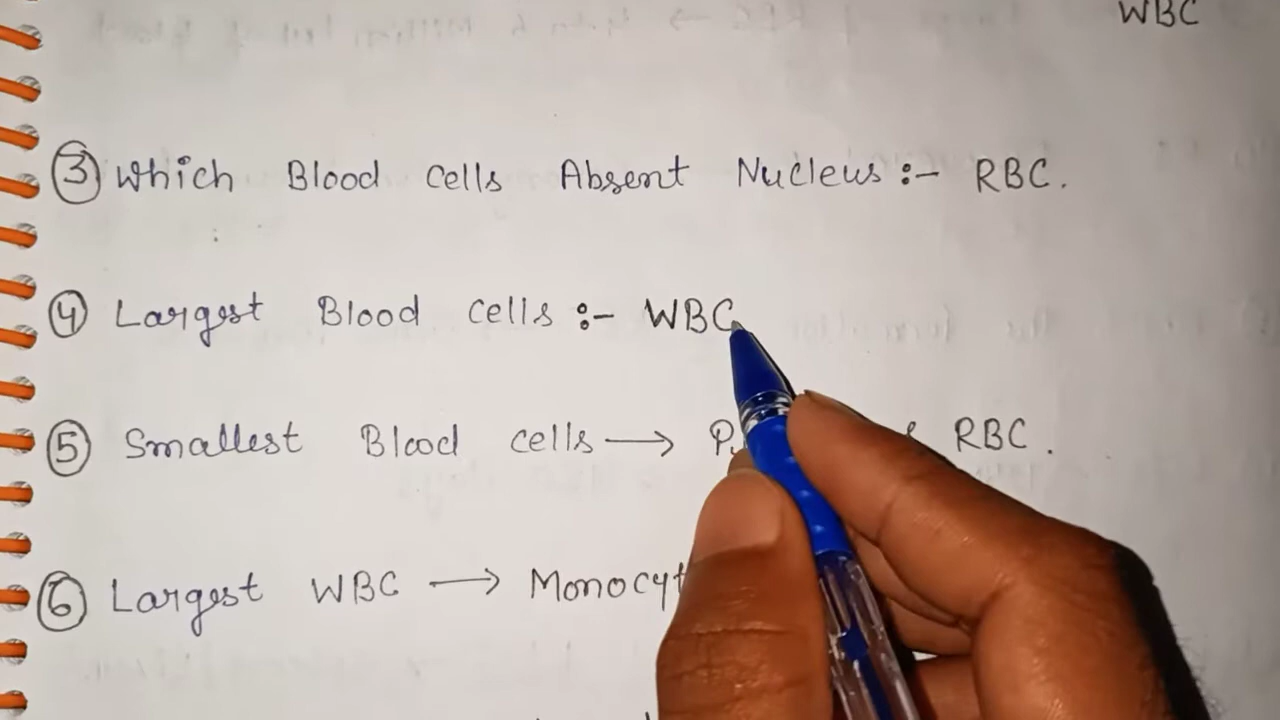 WBC
③ Which Blood Cells Absent Nucleus :- RBC.
④ Largest Blood Cells :- WBC
⑤ Smallest Blood cells → RBC.
⑥ Largest WBC →